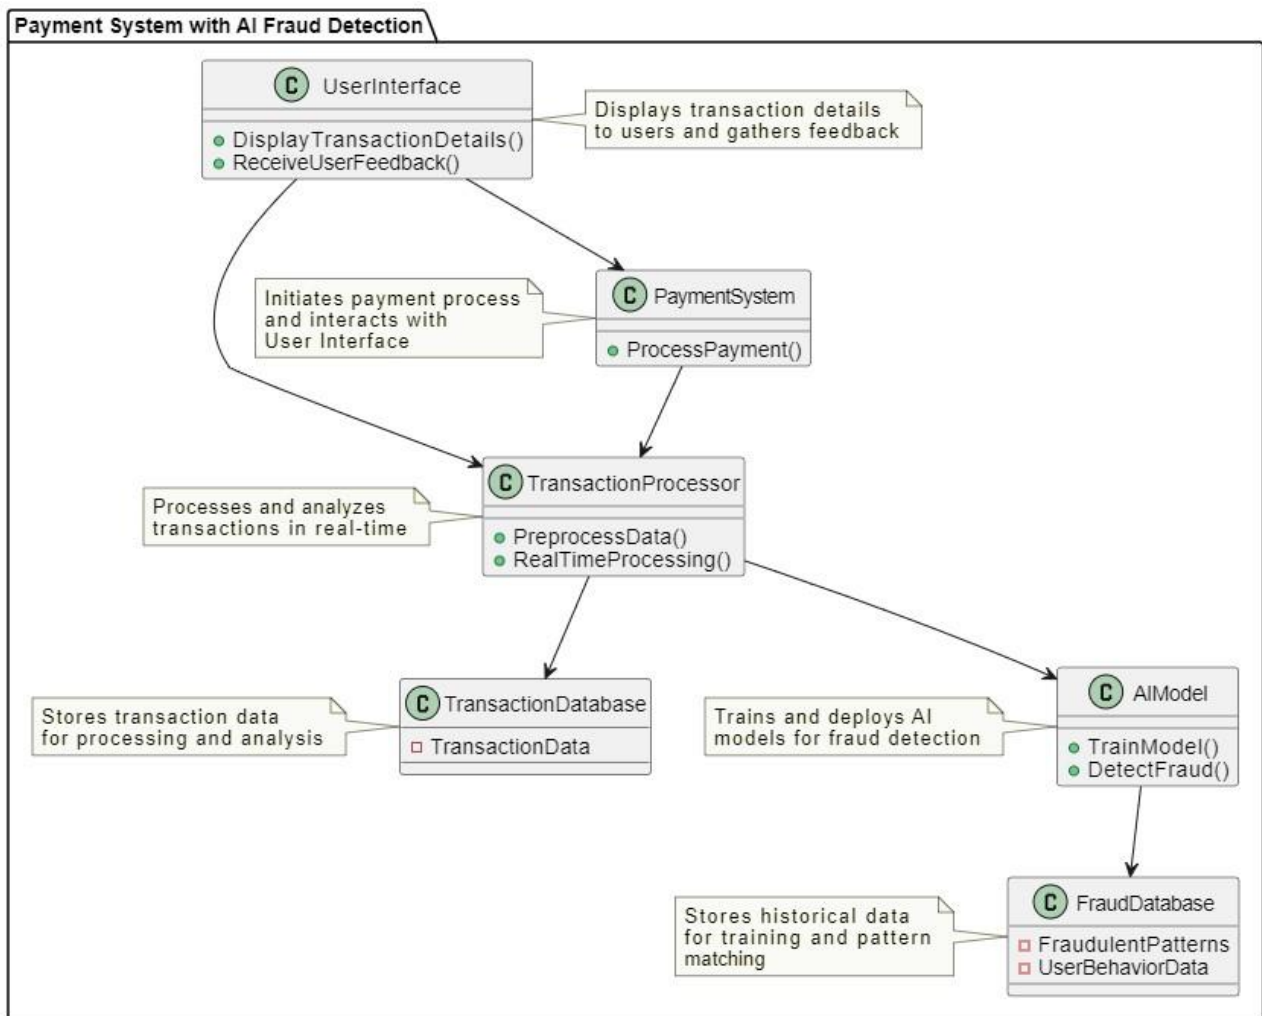 Payment System with AI Fraud Detection
C UserInterface
DisplayTransactionDetails()
ReceiveUserFeedback()
Displays transaction details
to users and gathers feedback
Initiates payment process
and interacts with
User Interface
C PaymentSystem
ProcessPayment()
Processes and analyzes
transactions in real-time
C TransactionProcessor
PreprocessData()
RealTimeProcessing()
Stores transaction data
for processing and analysis
C TransactionDatabase
TransactionData
Trains and deploys AI
models for fraud detection
C AIModel
TrainModel()
DetectFraud()
Stores historical data
for training and pattern
matching
C FraudDatabase
FraudulentPatterns
UserBehaviorData